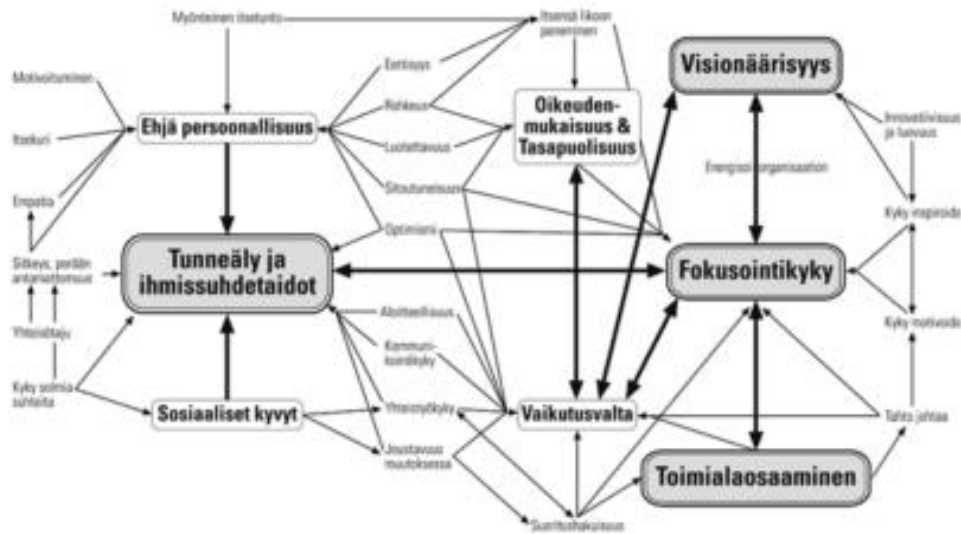 Myönteinen itsetunto
Itsensä likoon
paneminen
Visionäärisyys
Motivoituminen
Eettisyys
Rohkeus
Oikeuden-
mukaisuus &
Tasapuolisuus
Innovatiivisuus
ja luovuus
Itsekuri
Ehjä persoonallisuus
Luotettavuus
Energisoi organisaation
Empatia
Sitoutuneisuus
Kyky inspiroida
Optimismi
Sitkeys, periksi
antamattomuus
Tunneäly ja
ihmissuhdetaidot
Fokusointikyky
Yhteisötaju
Aloitteellisuus
Kyky motivoida
Kommuni-
kointikyky
Kyky solmia
suhteita
Sosiaaliset kyvyt
Yhteistyökyky
Vaikutusvalta
Tahto johtaa
Joustavuus
muutoksessa
Toimialaosaaminen
Suoritushakuisuus